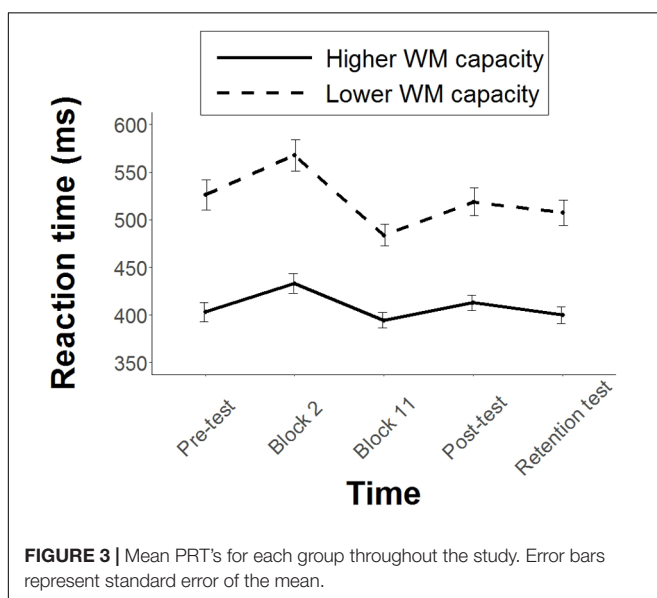 Higher WM capacity
Lower WM capacity
Reaction time (ms)
600
550
500
450
400
350
Pre-test
Block 2
Block 11
Post-test
Retention test
Time
FIGURE 3 | Mean PRT's for each group throughout the study. Error bars
represent standard error of the mean.